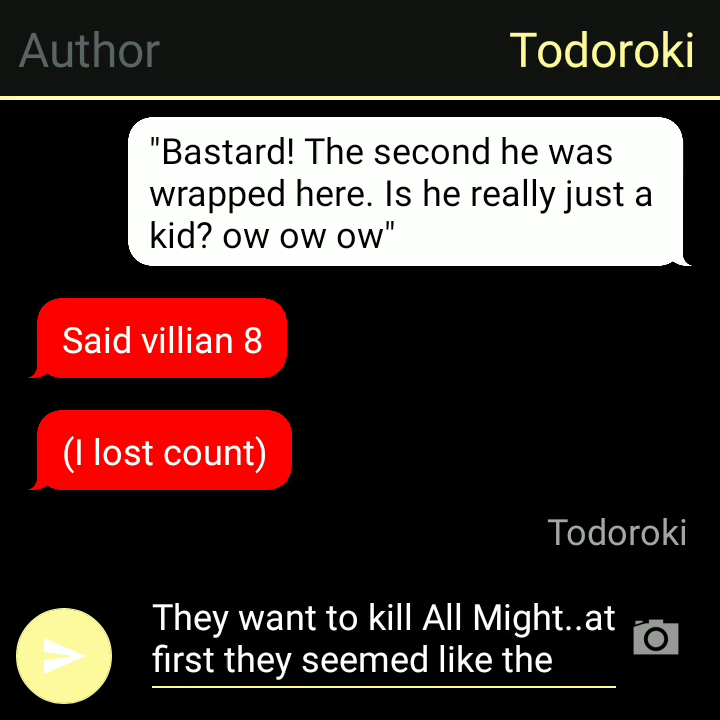 Author
Todoroki
"Bastard! The second he was
wrapped here. Is he really just a
kid? ow ow ow"
Said villian 8
(I lost count)
Todoroki
They want to kill All Might..at
first they seemed like the